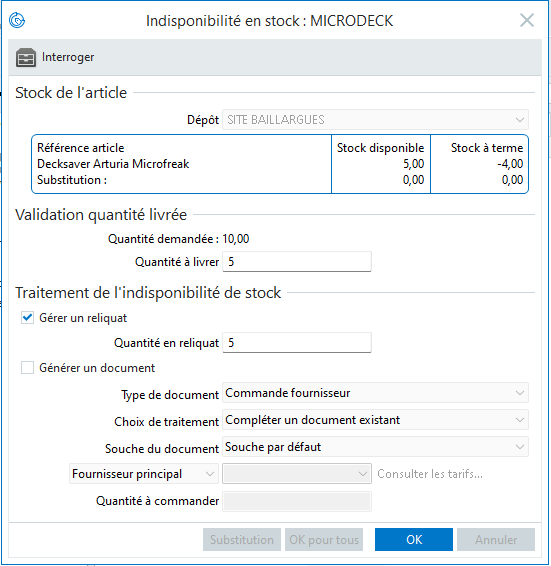 Indisponibilité en stock : MICRODECK
Interroger
Stock de l'article
Dépôt SITE BAILLARGUES
Référence article Stock disponible Stock à terme
Decksaver Arturia Microfreak 5,00 -4,00
Substitution : 0,00 0,00
Validation quantité livrée
Quantité demandée : 10,00
Quantité à livrer 5
Traitement de l'indisponibilité de stock
Gérer un reliquat
Quantité en reliquat 5
Générer un document
Type de document Commande fournisseur
Choix de traitement Compléter un document existant
Souche du document Souche par défaut
Fournisseur principal Consulter les tarifs...
Quantité à commander
Substitution OK pour tous OK Annuler